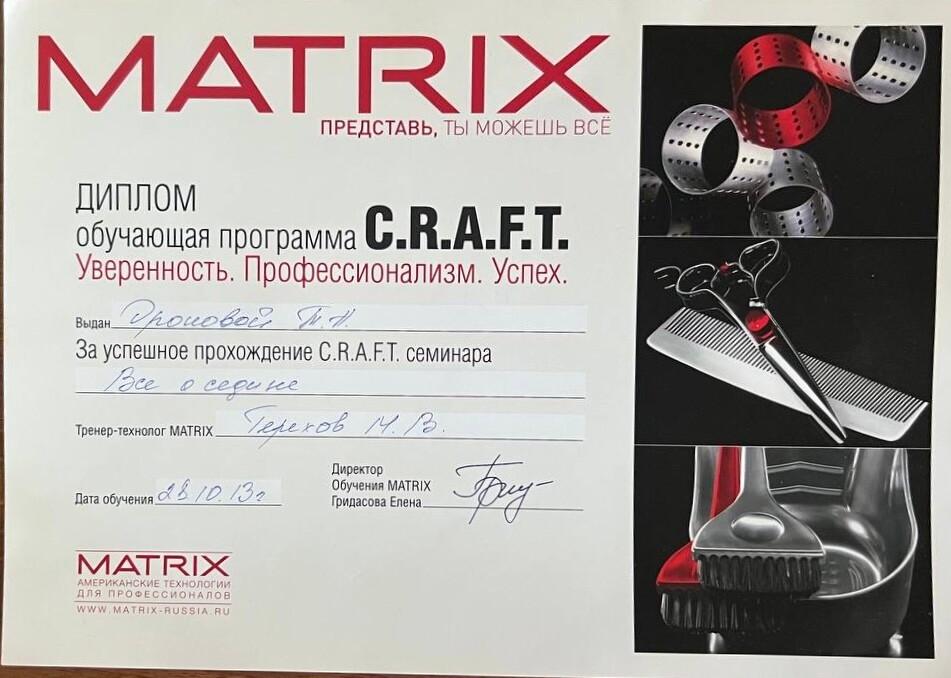 MATRIX
ПРЕДСТАВЬ, ТЫ МОЖЕШЬ ВСЁ
ДИПЛОМ
обучающая программа C.R.A.F.T.
Уверенность. Профессионализм. Успех.
Выдан Дроновой Т.Н.
За успешное прохождение C.R.A.F.T. семинара
Все о седине
Тренер-технолог MATRIX Терехов М.В.
Директор
Обучения MATRIX
Гридасова Елена
Дата обучения 28.10.13г
MATRIX
АМЕРИКАНСКИЕ ТЕХНОЛОГИИ
ДЛЯ ПРОФЕССИОНАЛОВ
WWW.MATRIX-RUSSIA.RU